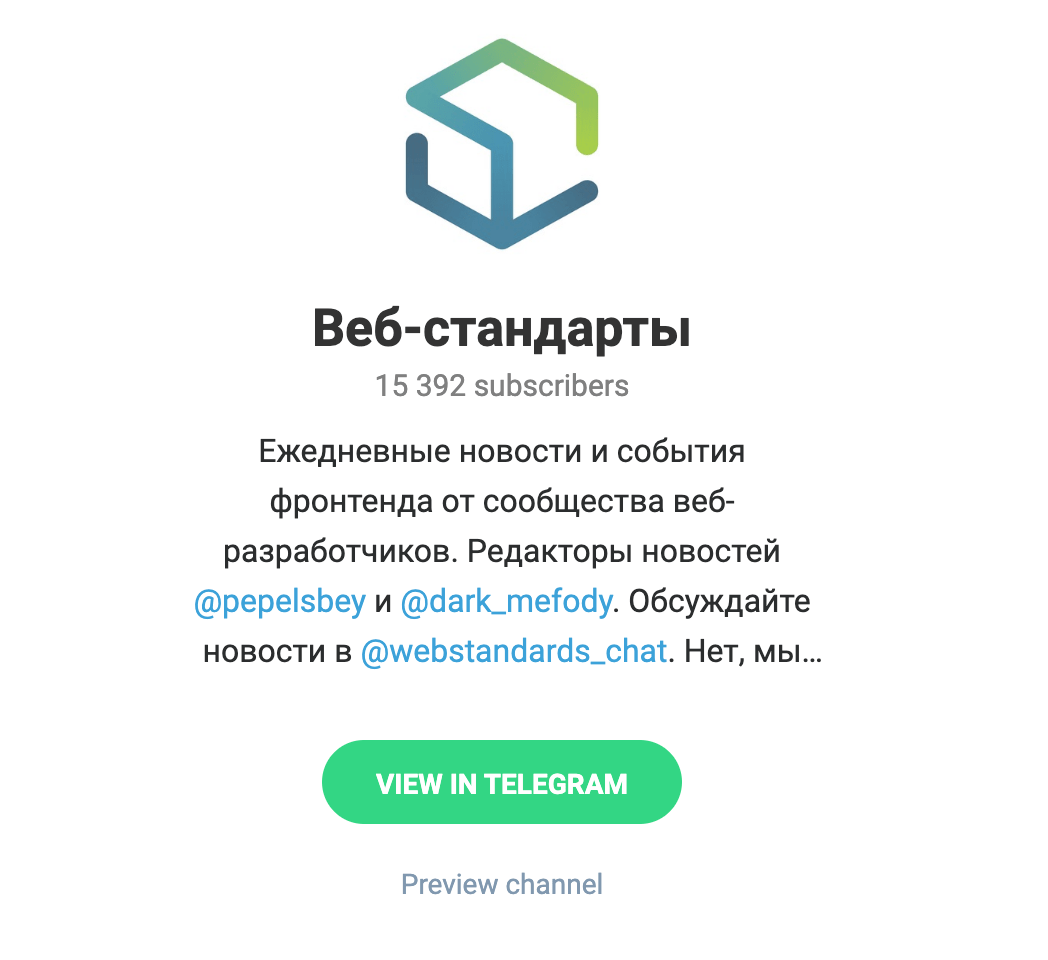 Веб-стандарты
15 392 subscribers
Ежедневные новости и события
фронтенда от сообщества веб-
разработчиков. Редакторы новостей
@pepelsbey и @dark_mefody. Обсуждайте
новости в @webstandards_chat. Нет, мы…
VIEW IN TELEGRAM
Preview channel